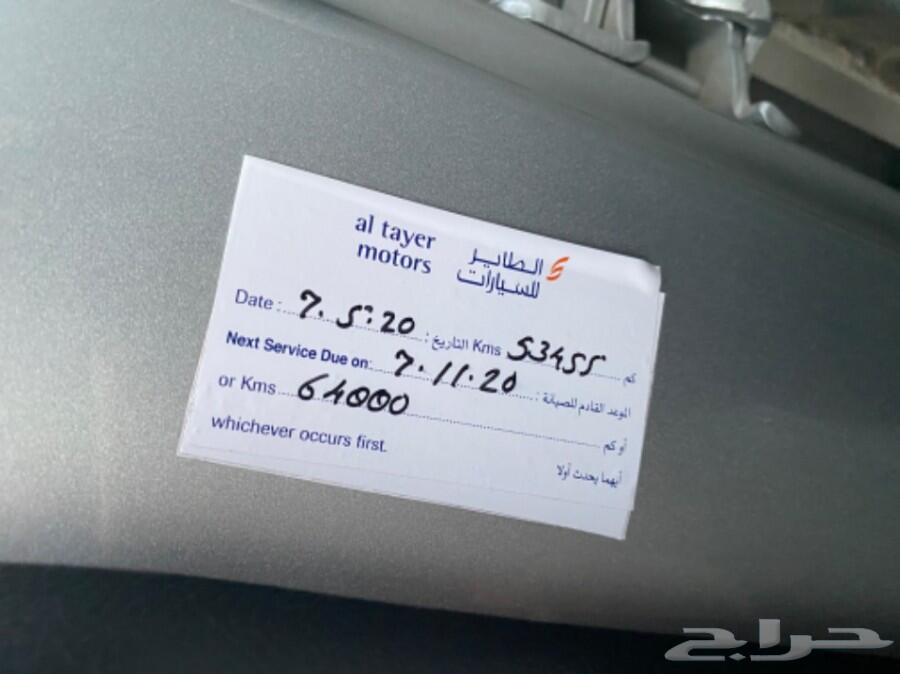 al tayer
motors
الطاير
للسيارات
Date : 7.5.20 التاريخ : Kms 53455 كم
Next Service Due on: 7.11.20 الموعد القادم للصيانة :
or Kms 64000 أو كم
whichever occurs first. أيهما يحدث أولا
حراج